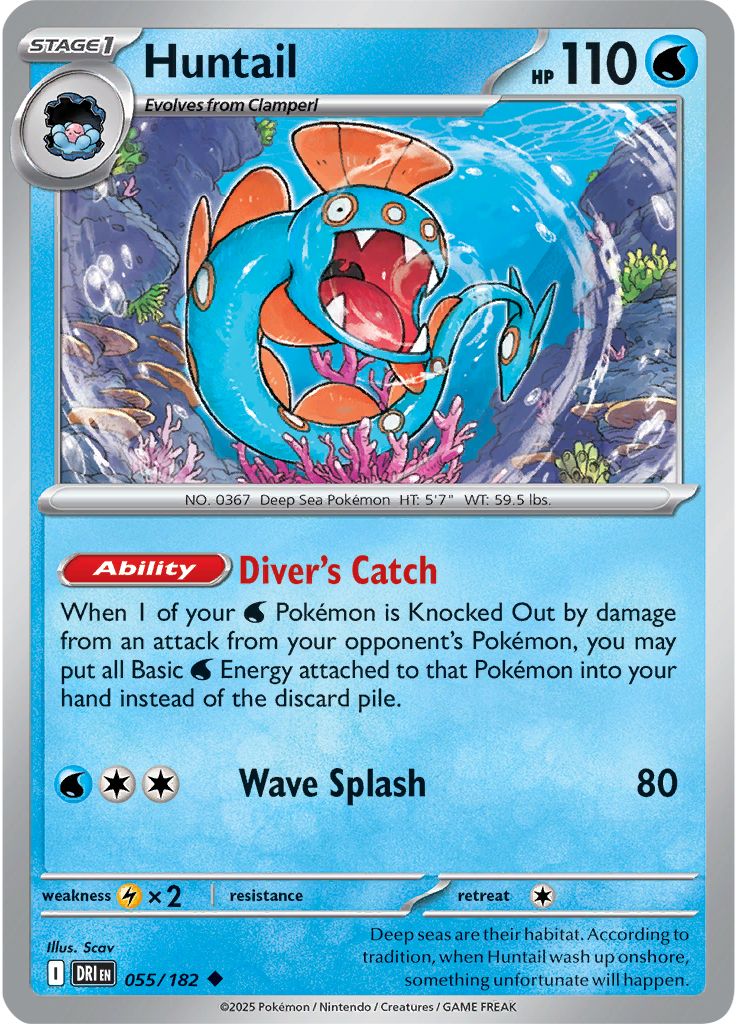 STAGE1
Huntail
HP 110
Evolves from Clamperl
NO. 0367 Deep Sea Pokémon HT: 5'7" WT: 59.5 lbs.
Ability Diver's Catch
When 1 of your Pokémon is Knocked Out by damage
from an attack from your opponent's Pokémon, you may
put all Basic Energy attached to that Pokémon into your
hand instead of the discard pile.
Wave Splash 80
weakness ×2 resistance retreat
Illus. Scav
Deep seas are their habitat. According to
tradition, when Huntail wash up onshore,
something unfortunate will happen.
I DRI EN 055/182
©2025 Pokémon / Nintendo / Creatures / GAME FREAK